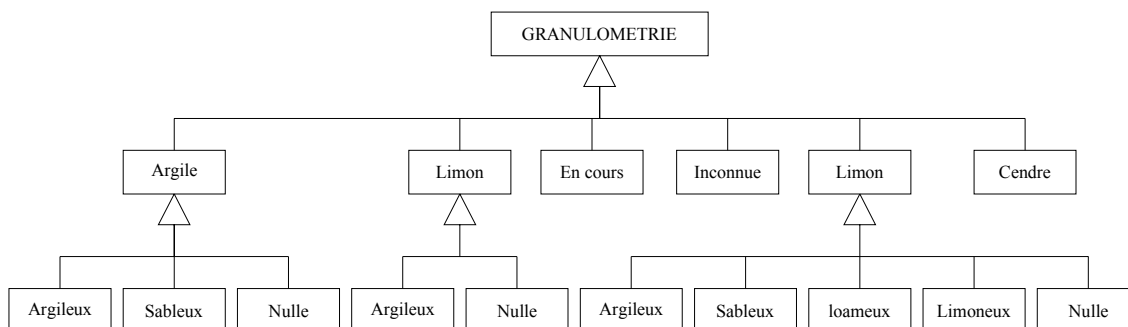 GRANULOMETRIE
Argile
Limon
En cours
Inconnue
Limon
Cendre
Argileux
Sableux
Nulle
Argileux
Nulle
Argileux
Sableux
loameux
Limoneux
Nulle